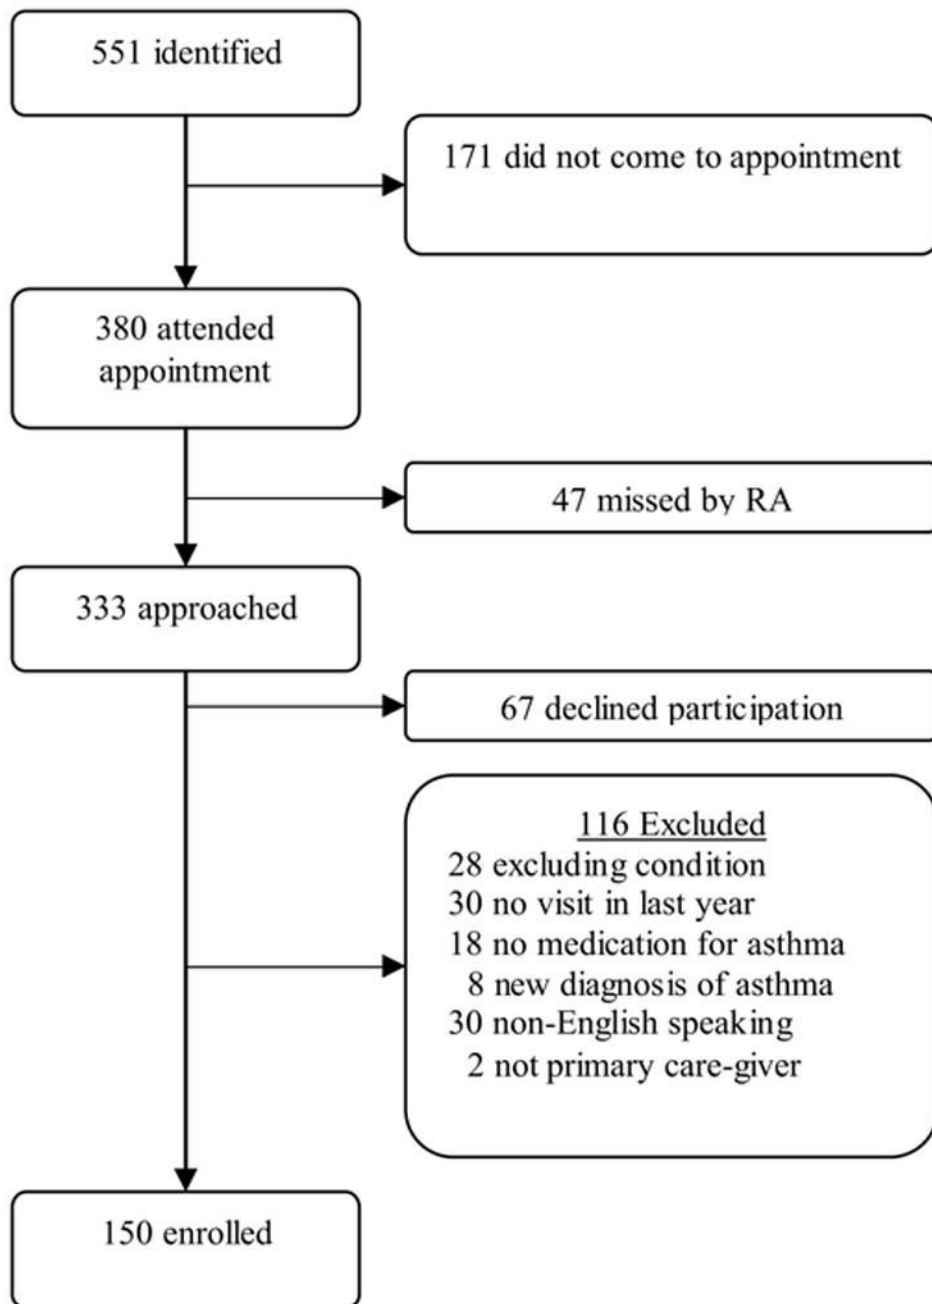 551 identified
171 did not come to appointment
380 attended
appointment
47 missed by RA
333 approached
67 declined participation
116 Excluded
28 excluding condition
30 no visit in last year
18 no medication for asthma
8 new diagnosis of asthma
30 non-English speaking
2 not primary care-giver
150 enrolled